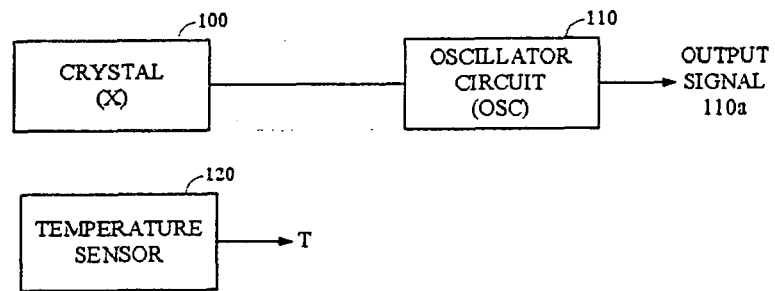 100
CRYSTAL
(X)
110
OSCILLATOR
CIRCUIT
(OSC)
OUTPUT
SIGNAL
110a
120
TEMPERATURE
SENSOR
T